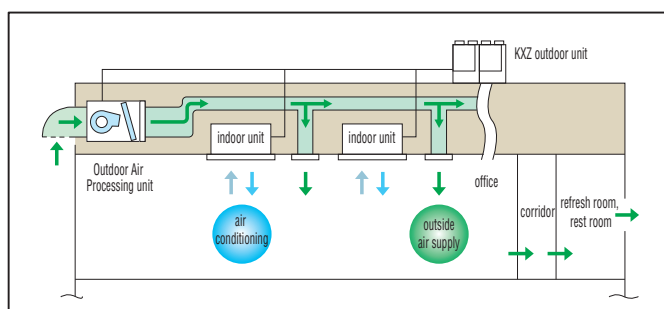 KXZ outdoor unit
indoor unit
indoor unit
Outdoor Air
Processing unit
office
air
conditioning
outside
air supply
corridor
refresh room,
rest room